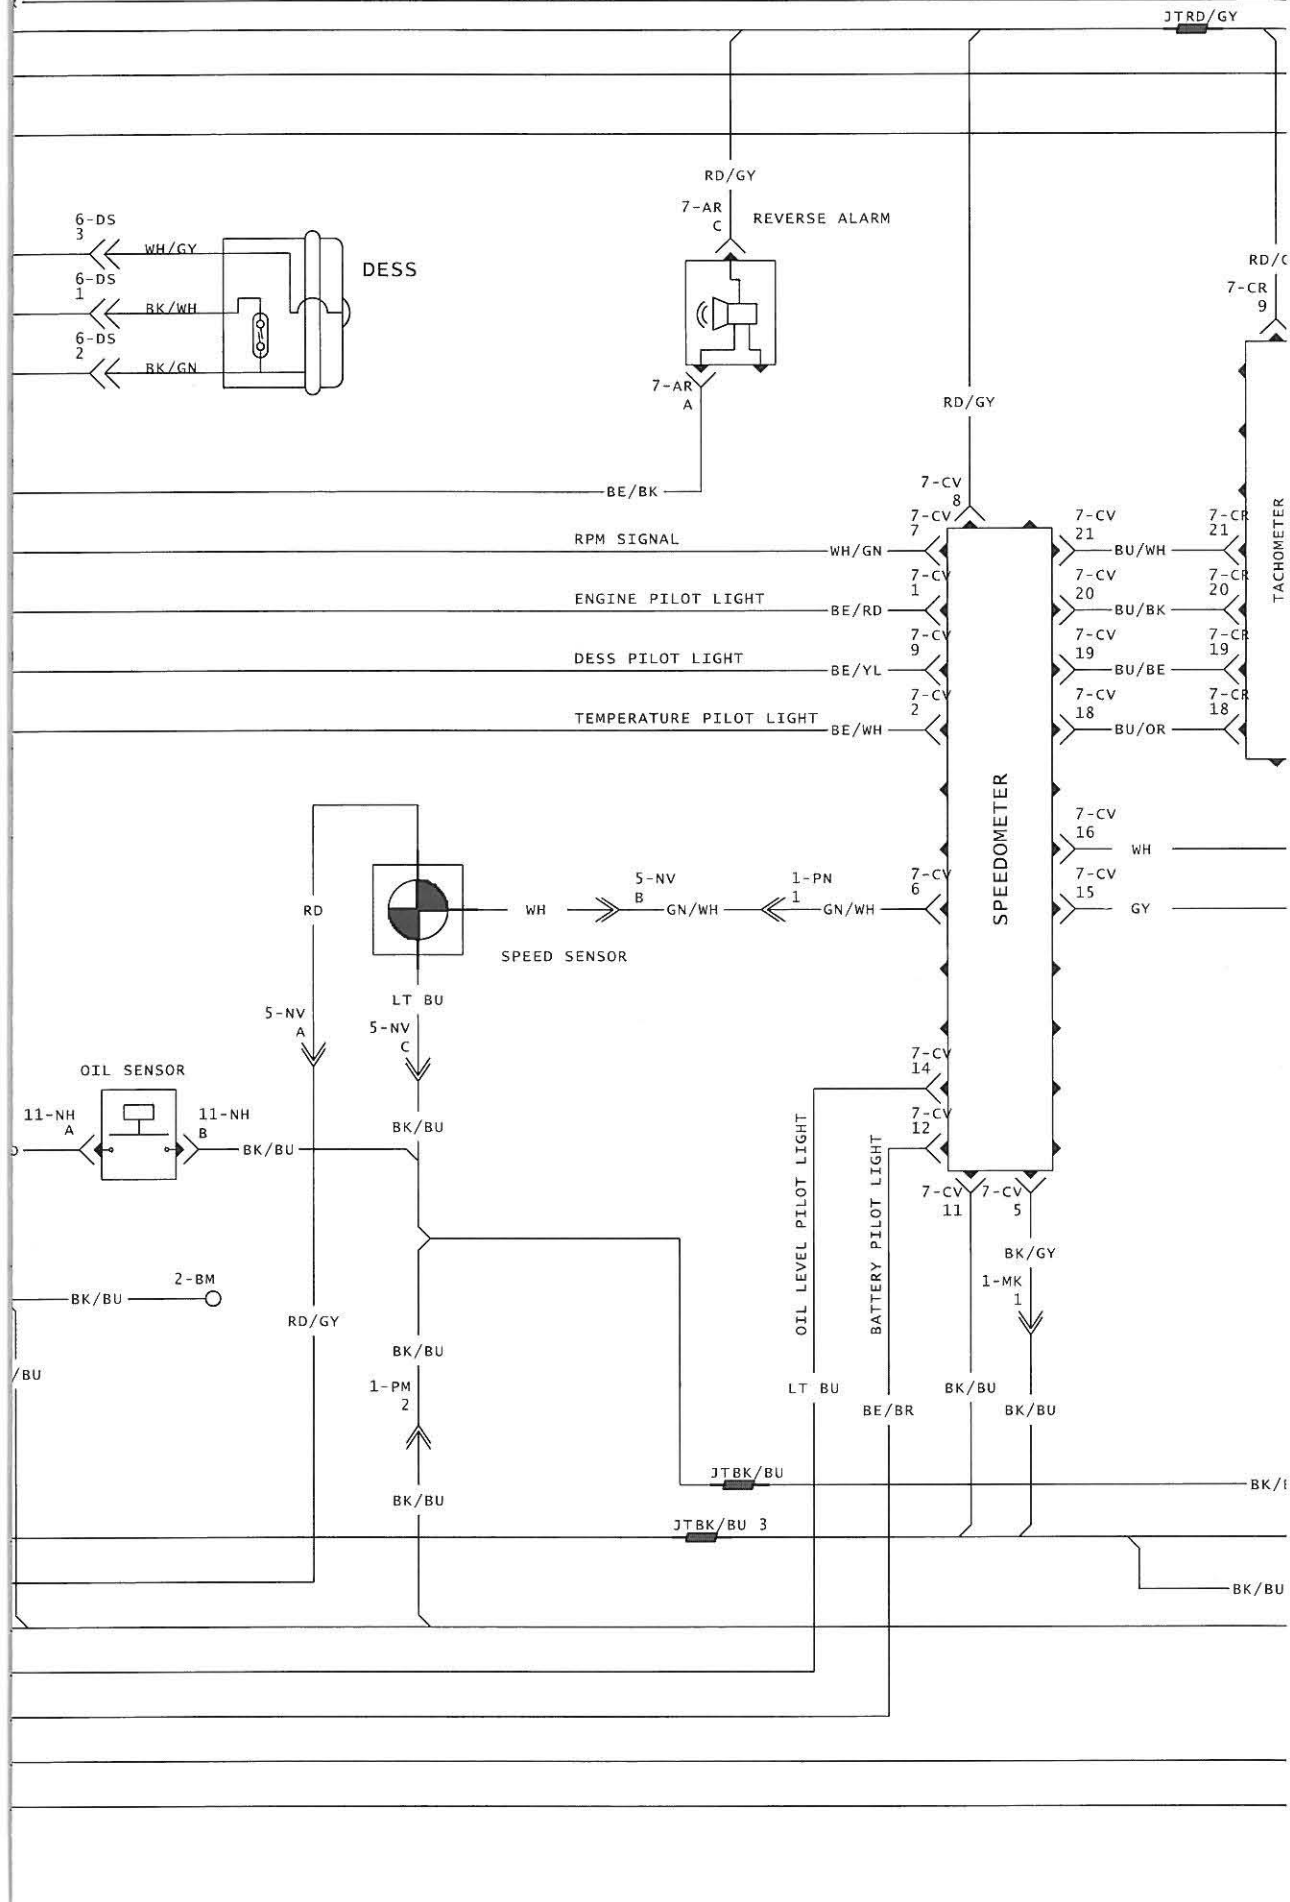 JTRD/GY
RD/GY
7-AR
C
REVERSE ALARM
6-DS
3
WH/GY
DESS
6-DS
1
BK/WH
6-DS
2
BK/GN
7-AR
A
BE/BK
7-CR
9
RD/GY
7-CV
8
7-CV
7
RPM SIGNAL
WH/GN
7-CV
21
BU/WH
7-CR
21
TACHOMETER
7-CV
1
ENGINE PILOT LIGHT
BE/RD
7-CV
20
BU/BK
7-CR
20
7-CV
9
DESS PILOT LIGHT
BE/YL
7-CV
19
BU/BE
7-CR
19
7-CV
2
TEMPERATURE PILOT LIGHT
BE/WH
7-CV
18
BU/OR
7-CR
18
SPEEDOMETER
7-CV
16
WH
RD
WH
5-NV
B
GN/WH
1-PN
1
GN/WH
7-CV
6
7-CV
15
GY
SPEED SENSOR
LT BU
5-NV
A
5-NV
C
OIL SENSOR
11-NH
A
11-NH
B
BK/BU
BK/BU
7-CV
14
7-CV
12
OIL LEVEL PILOT LIGHT
BATTERY PILOT LIGHT
7-CV
11
7-CV
5
BK/GY
1-MK
1
2-BM
BK/BU
RD/GY
BK/BU
/BU
1-PM
2
LT BU
BE/BR
BK/BU
BK/BU
JTBK/BU
BK/BU
JTBK/BU 3
BK/BU